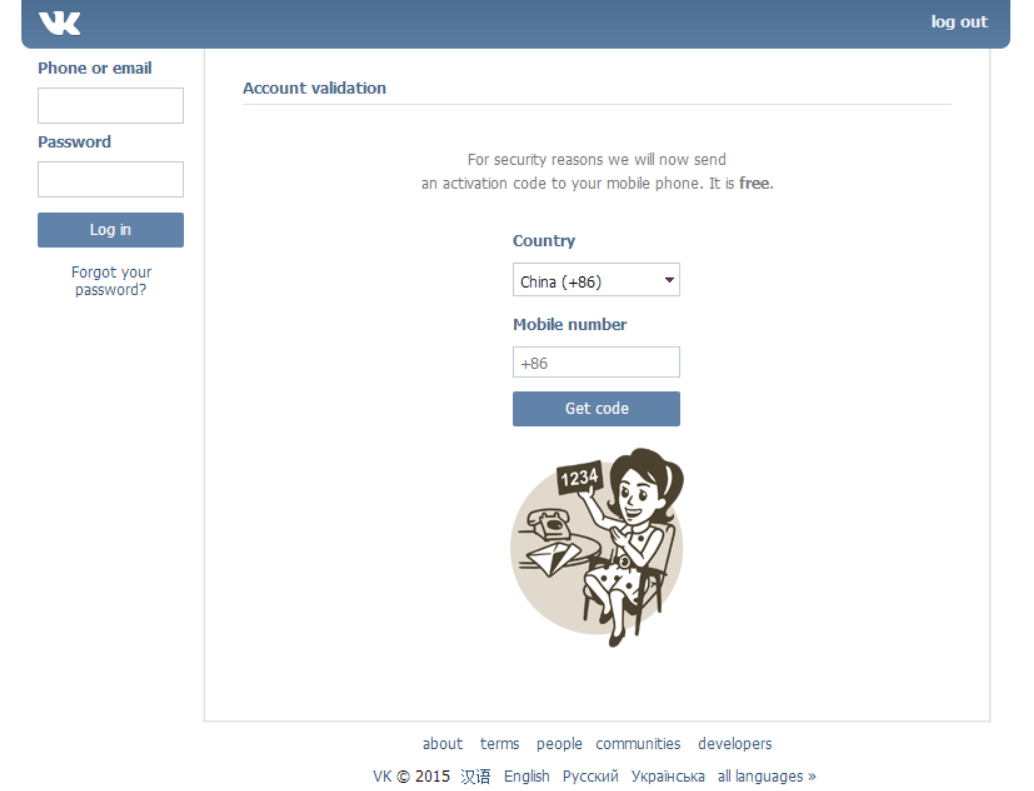 VK
log out
Phone or email
Password
Log in
Forgot your
password?
Account validation
For security reasons we will now send
an activation code to your mobile phone. It is free.
Country
China (+86)
Mobile number
+86
Get code
1234
about terms people communities developers
VK © 2015 汉语 English Русский Українська all languages »